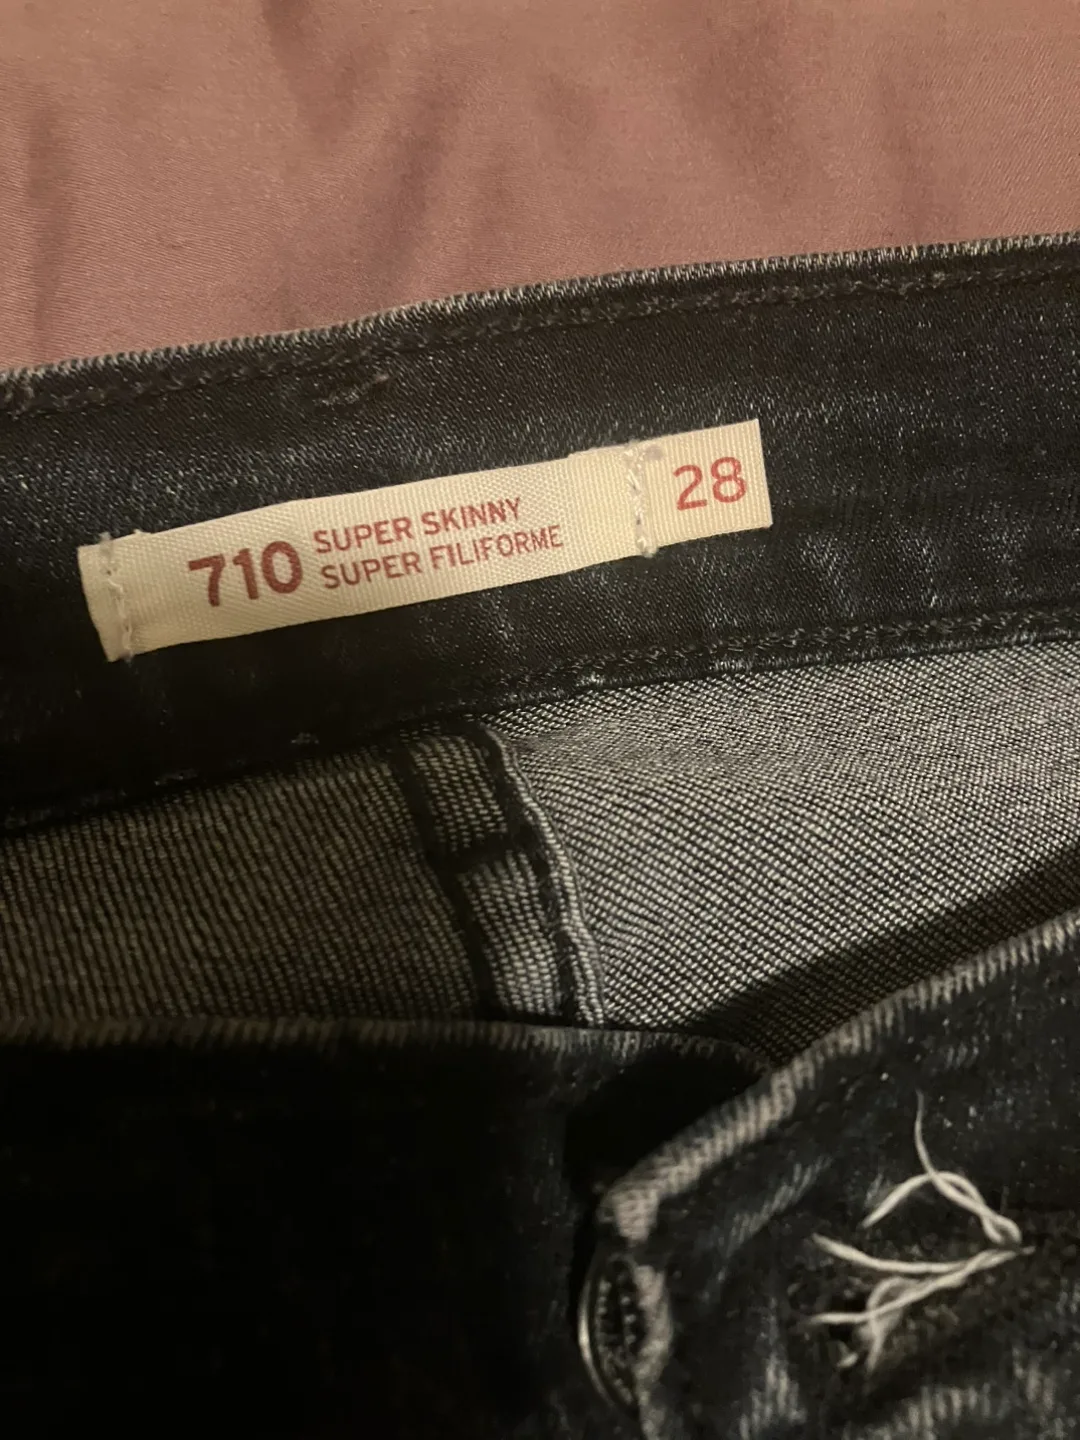 710
SUPER SKINNY
SUPER FILIFORME
28